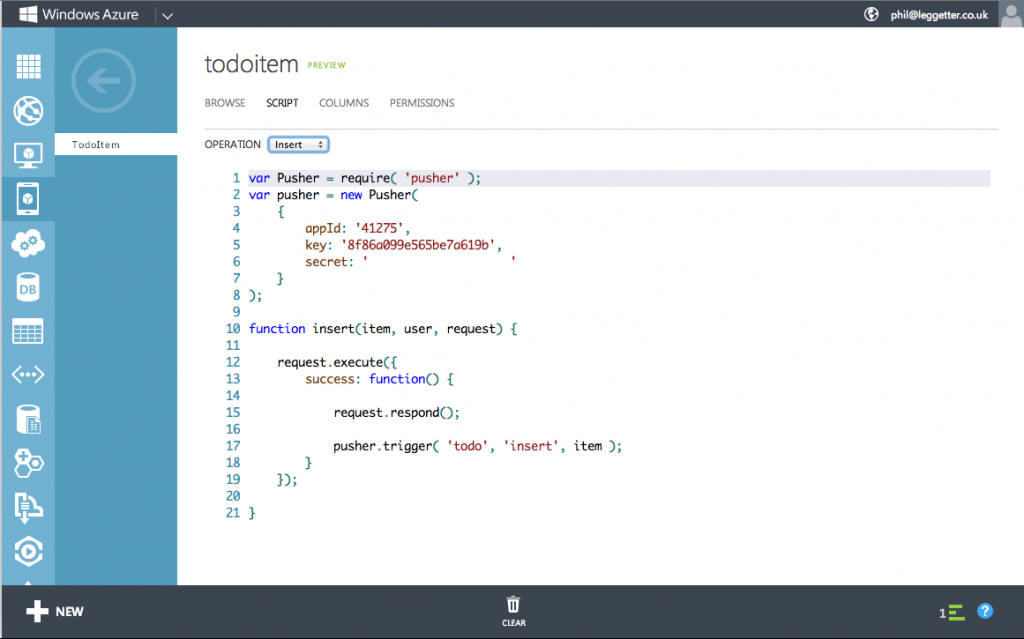 Windows Azure
phil@leggetter.co.uk
todoitem PREVIEW
BROWSE SCRIPT COLUMNS PERMISSIONS
TodoItem
OPERATION Insert
1 var Pusher = require( 'pusher' );
2 var pusher = new Pusher(
3 {
4 appId: '41275',
5 key: '8f86a099e565be7a619b',
6 secret: ' '
7 }
8 );
9
10 function insert(item, user, request) {
11
12 request.execute({
13 success: function() {
14
15 request.respond();
16
17 pusher.trigger( 'todo', 'insert', item );
18 }
19 });
20
21 }
DB
NEW
CLEAR
1
?